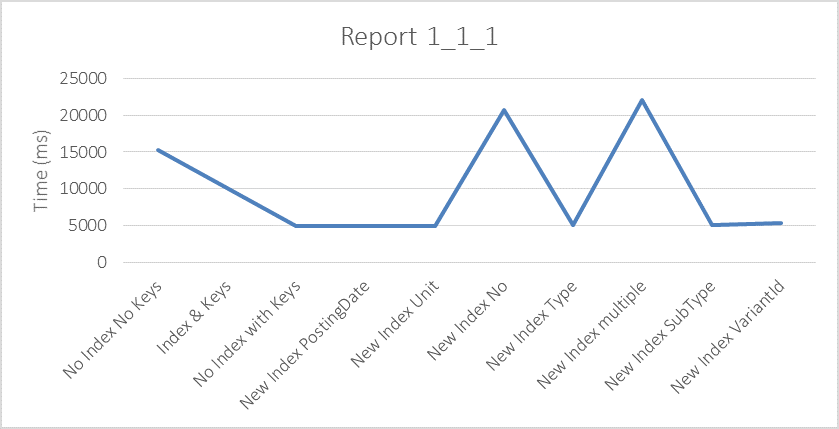 Report 1_1_1
Time (ms)
25000
20000
15000
10000
5000
0
No Index No Keys
Index & Keys
No Index with Keys
New Index PostingDate
New Index Unit
New Index No
New Index Type
New Index multiple
New Index SubType
New Index VariantId